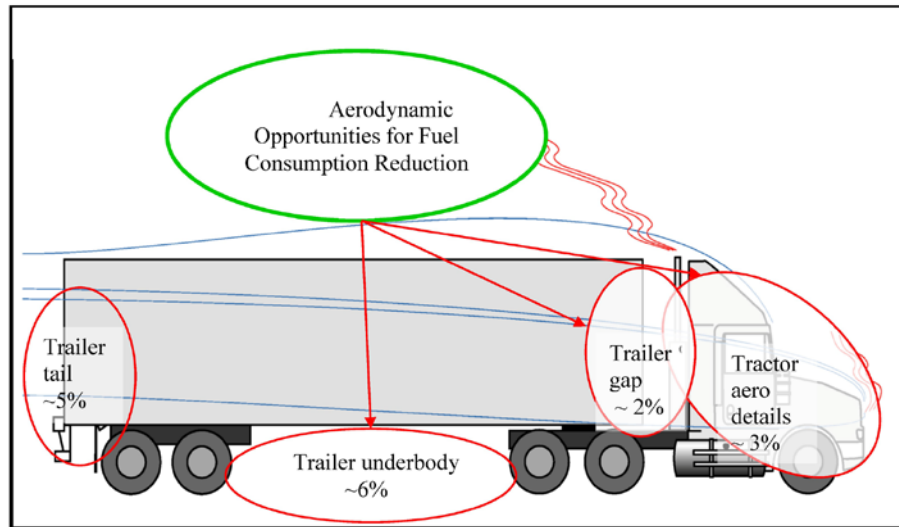 Aerodynamic
Opportunities for Fuel
Consumption Reduction
Trailer
tail
~5%
Trailer underbody
~6%
Trailer
gap
~ 2%
Tractor
aero
details
~ 3%